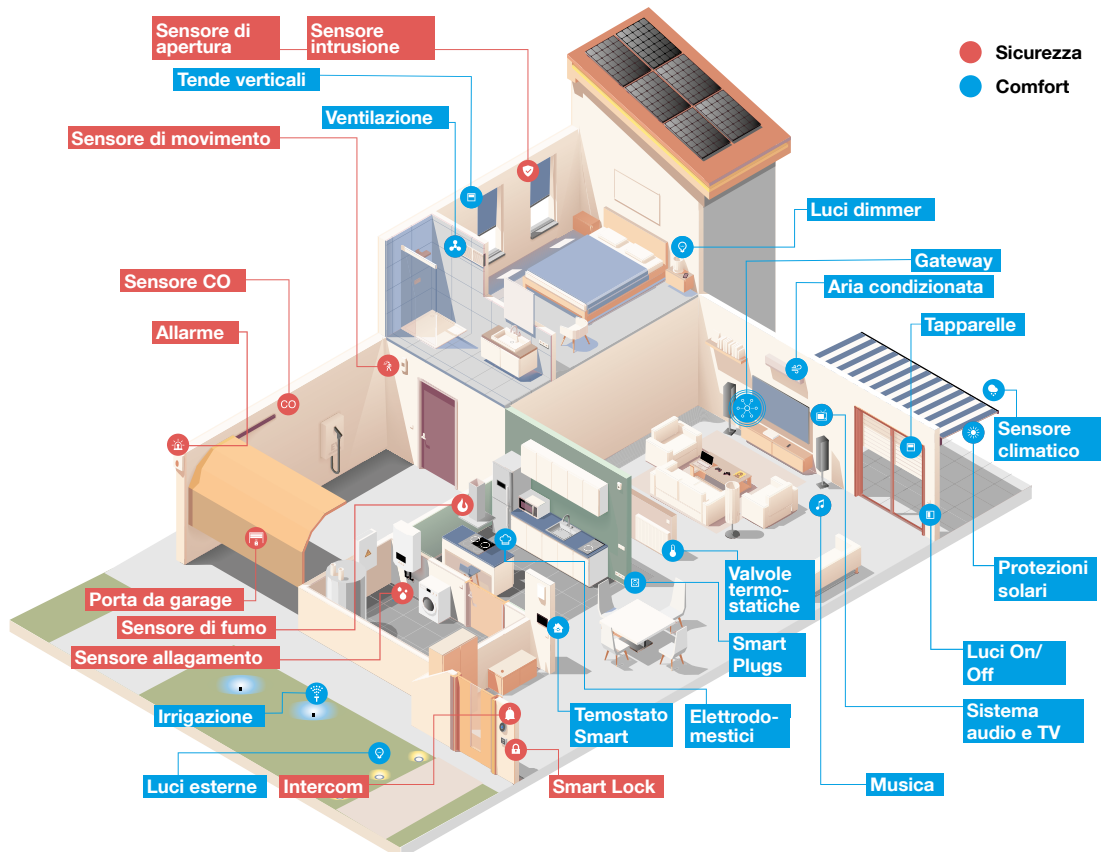 Sensore di
apertura
Sensore
intrusione
Sicurezza
Comfort
Tende verticali
Ventilazione
Sensore di movimento
Luci dimmer
Gateway
Aria condizionata
Tapparelle
Sensore CO
Allarme
CO
Sensore
climatico
Porta da garage
Sensore di fumo
Sensore allagamento
Valvole
termo-
statiche
Protezioni
solari
Smart
Plugs
Luci On/
Off
Irrigazione
Temostato
Smart
Elettrodo-
mestici
Sistema
audio e TV
Luci esterne
Intercom
Smart Lock
Musica